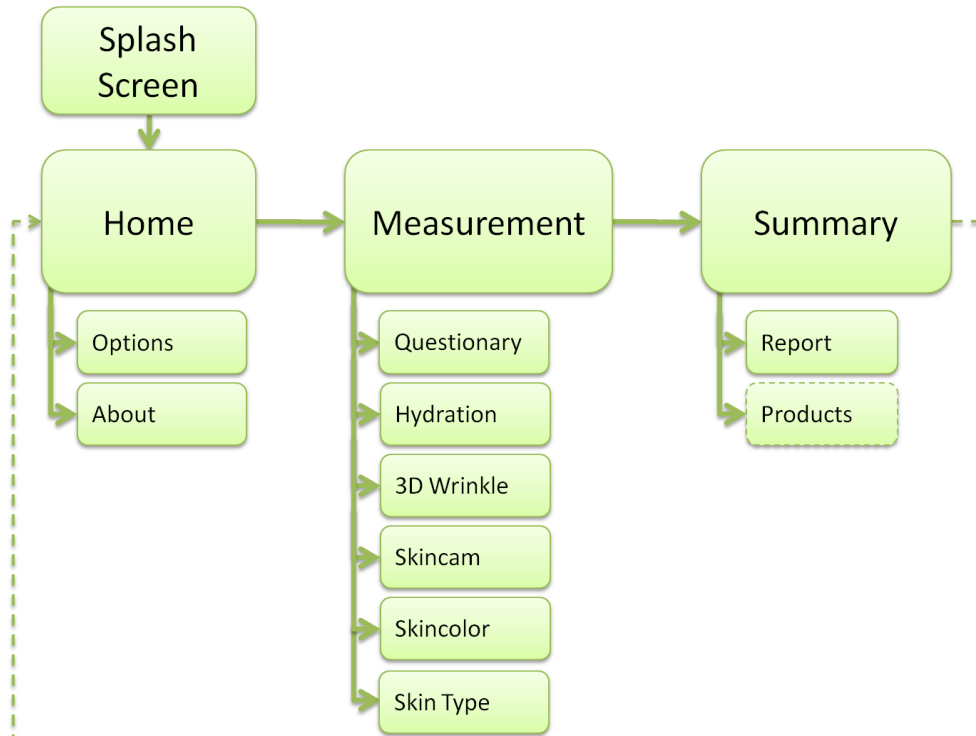 Splash
Screen
Home
Measurement
Summary
Options
About
Questionary
Hydration
3D Wrinkle
Skincam
Skincolor
Skin Type
Report
Products